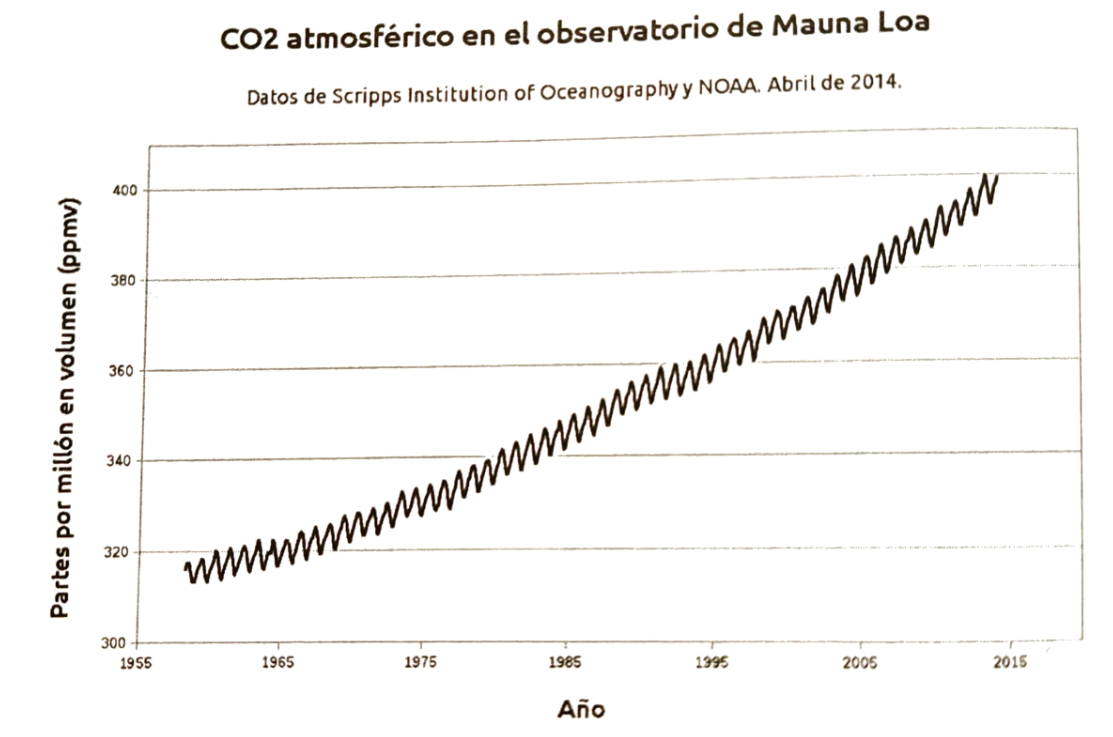 CO2 atmosférico en el observatorio de Mauna Loa
Datos de Scripps Institution of Oceanography y NOAA. Abril de 2014.
Partes por millón en volumen (ppmv)
400
380
360
340
320
300
1955 1965 1975 1985 1995 2005 2015
Año